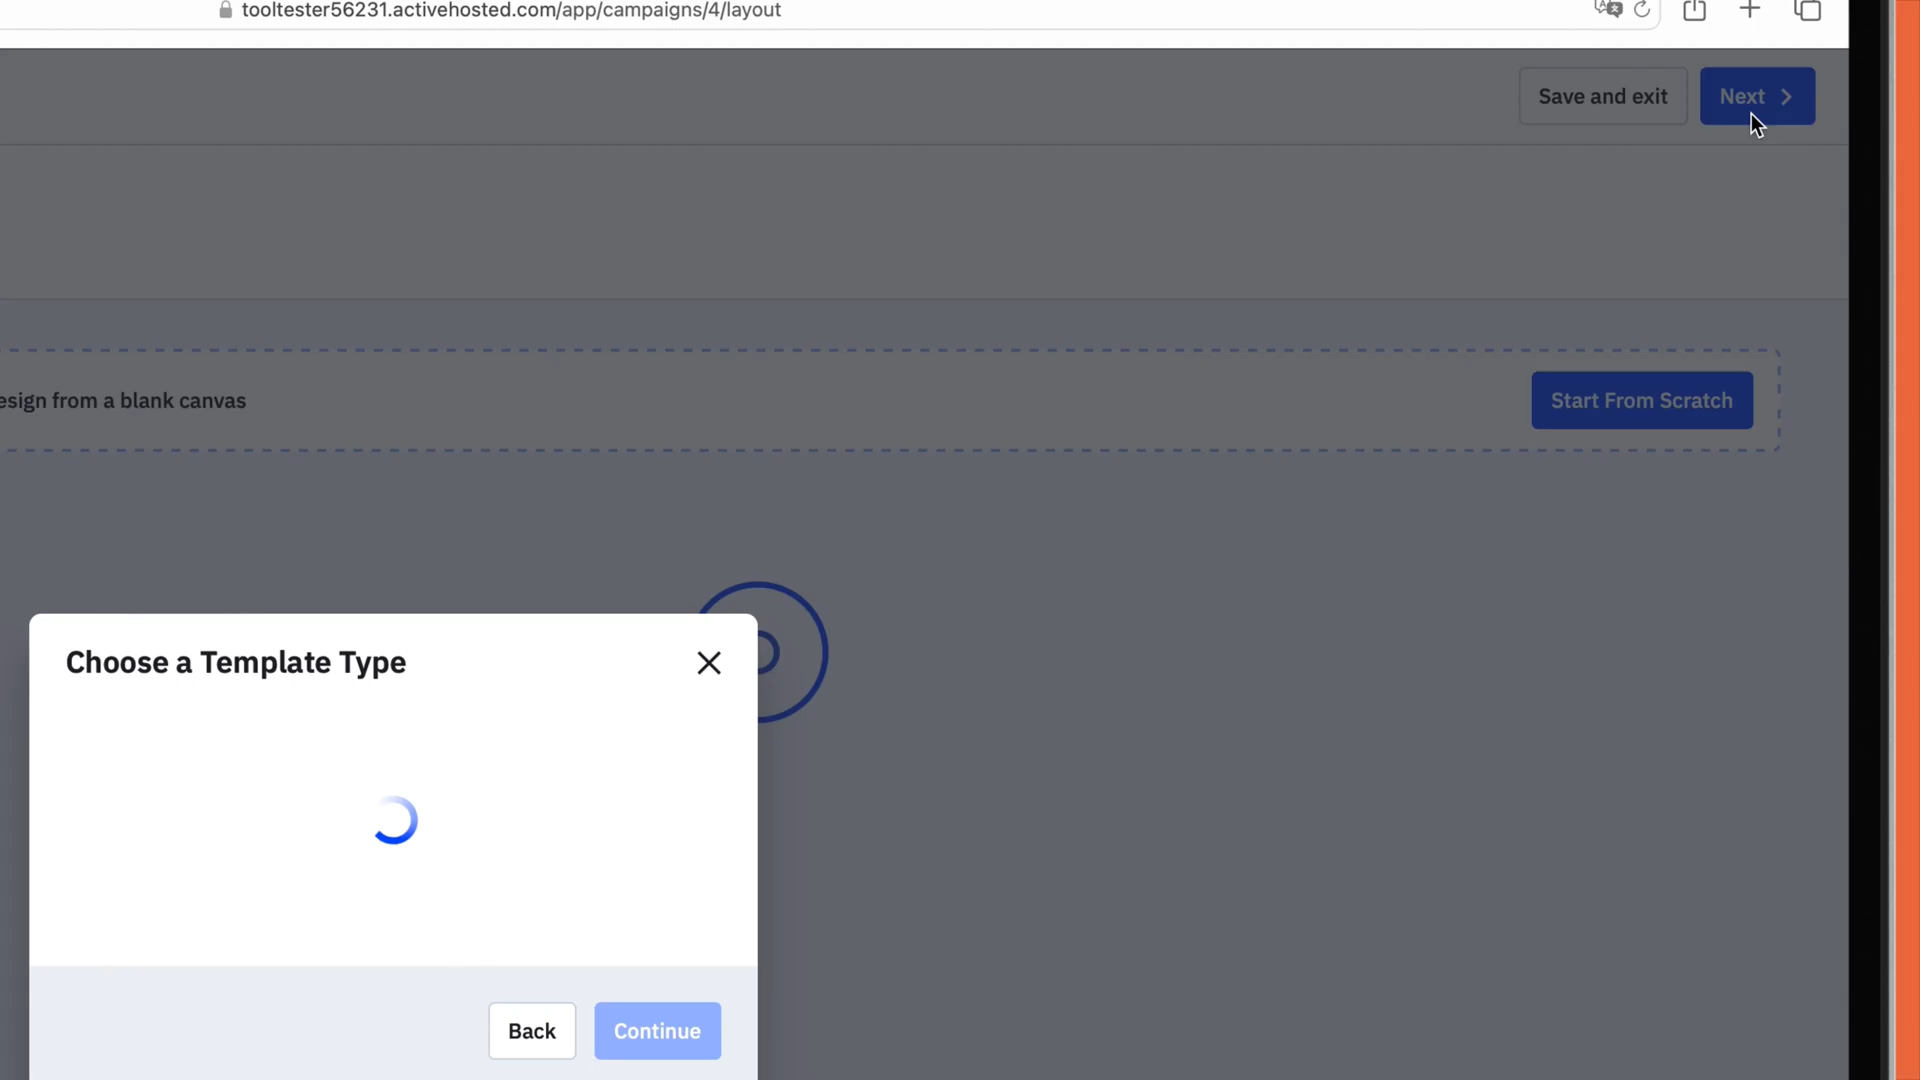 tooltester56231.activehosted.com/app/campaigns/4/layout
Save and exit
Next
esign from a blank canvas
Start From Scratch
Choose a Template Type
Back
Continue